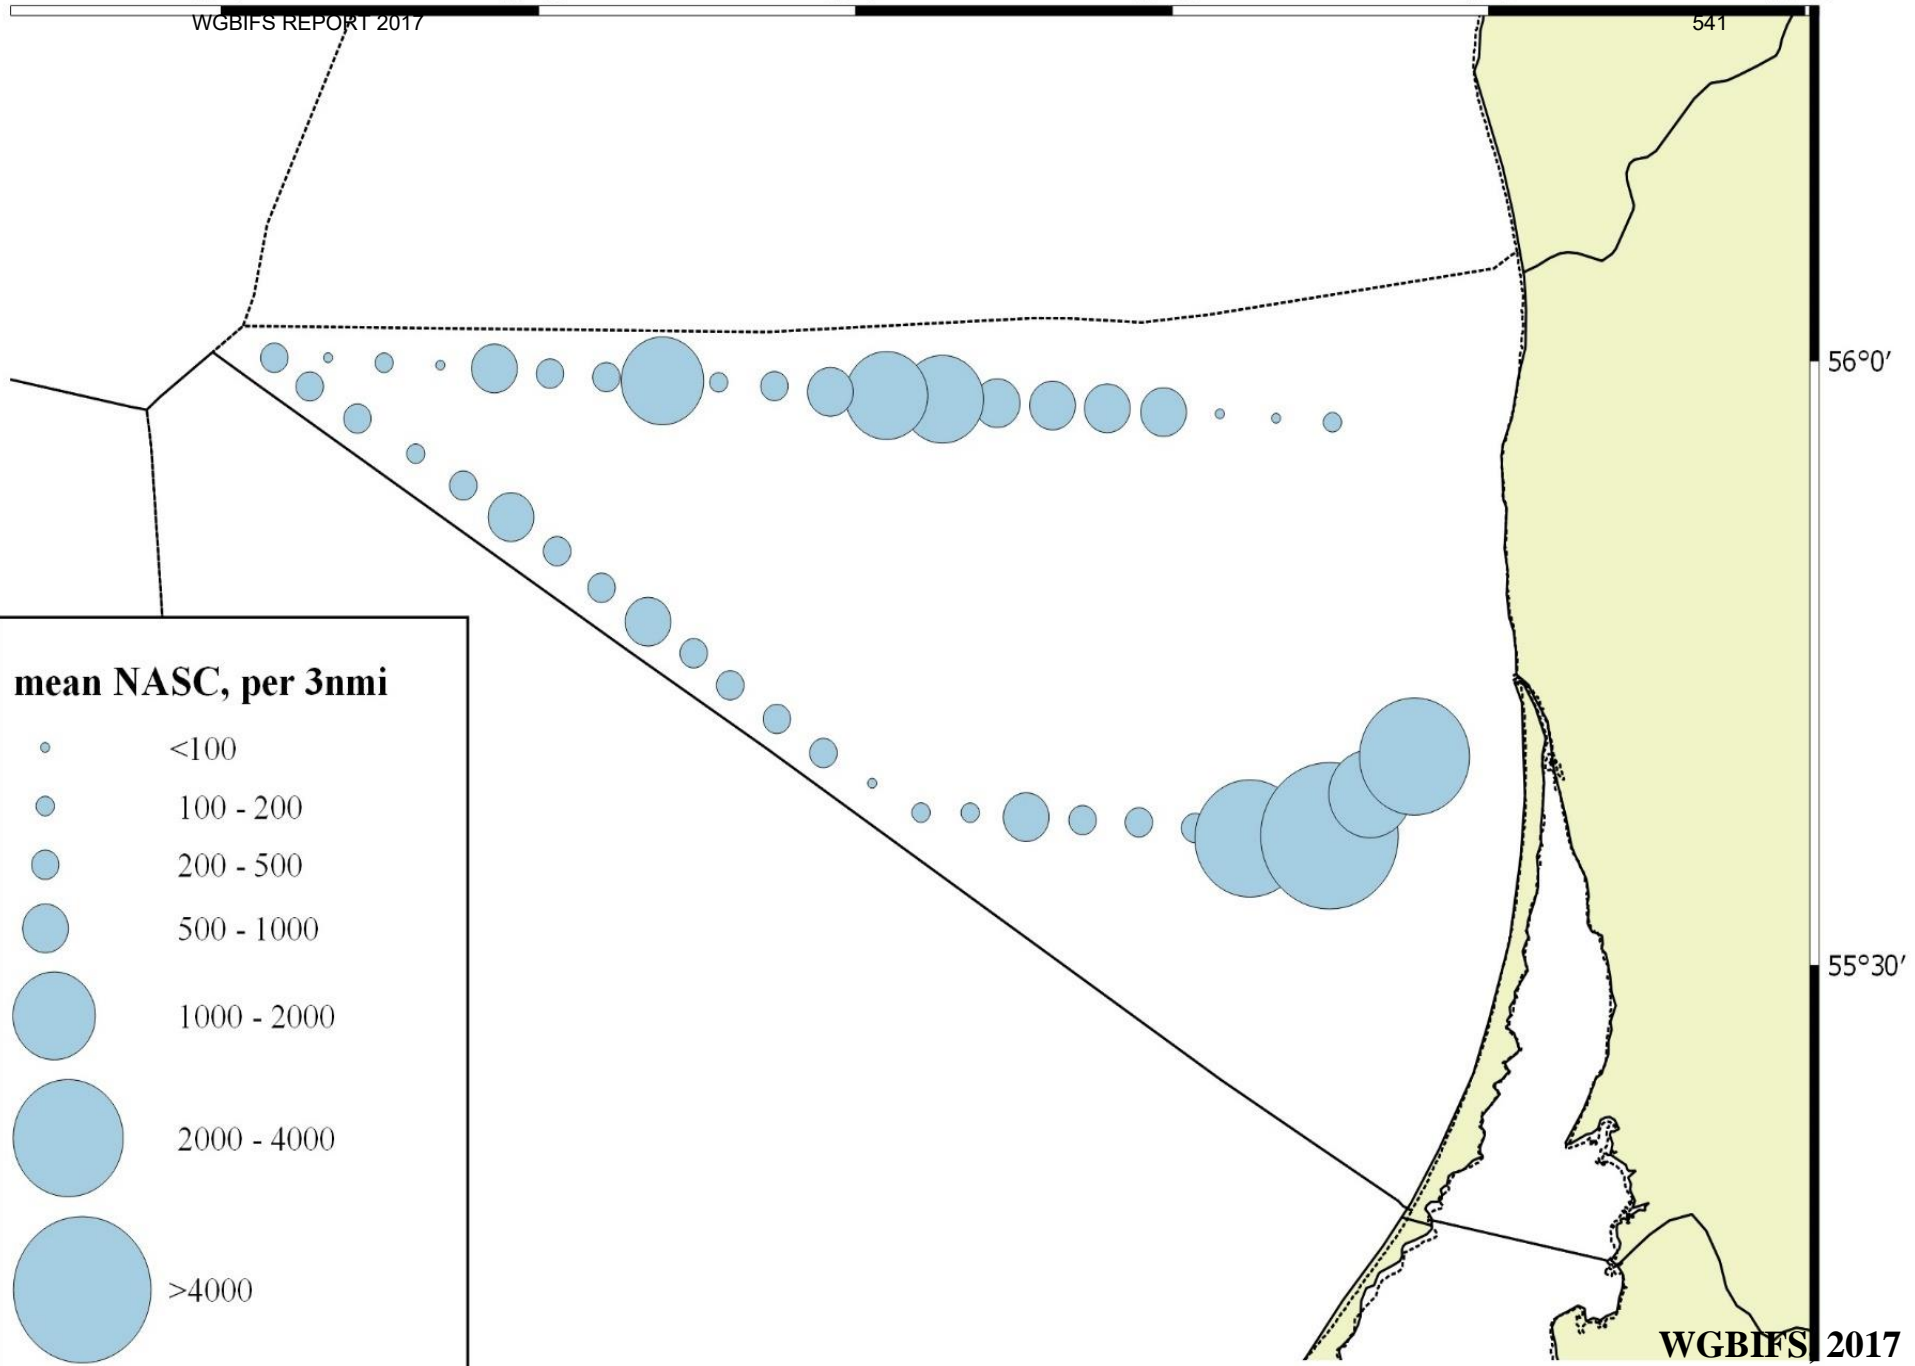 WGBIFS REPORT 2017
541
56°0′
mean NASC, per 3nmi
<100
100 - 200
200 - 500
500 - 1000
1000 - 2000
2000 - 4000
>4000
55°30′
WGBIFS, 2017